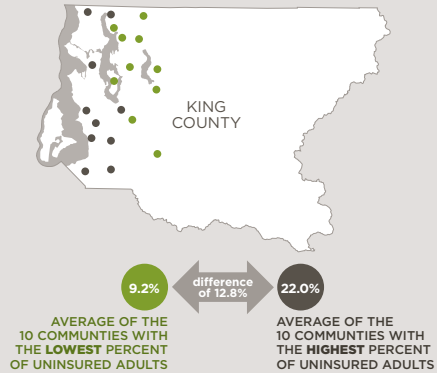 KING
COUNTY
9.2%
difference
of 12.8%
22.0%
AVERAGE OF THE
10 COMMUNTIES WITH
THE LOWEST PERCENT
OF UNINSURED ADULTS
AVERAGE OF THE
10 COMMUNTIES WITH
THE HIGHEST PERCENT
OF UNINSURED ADULTS